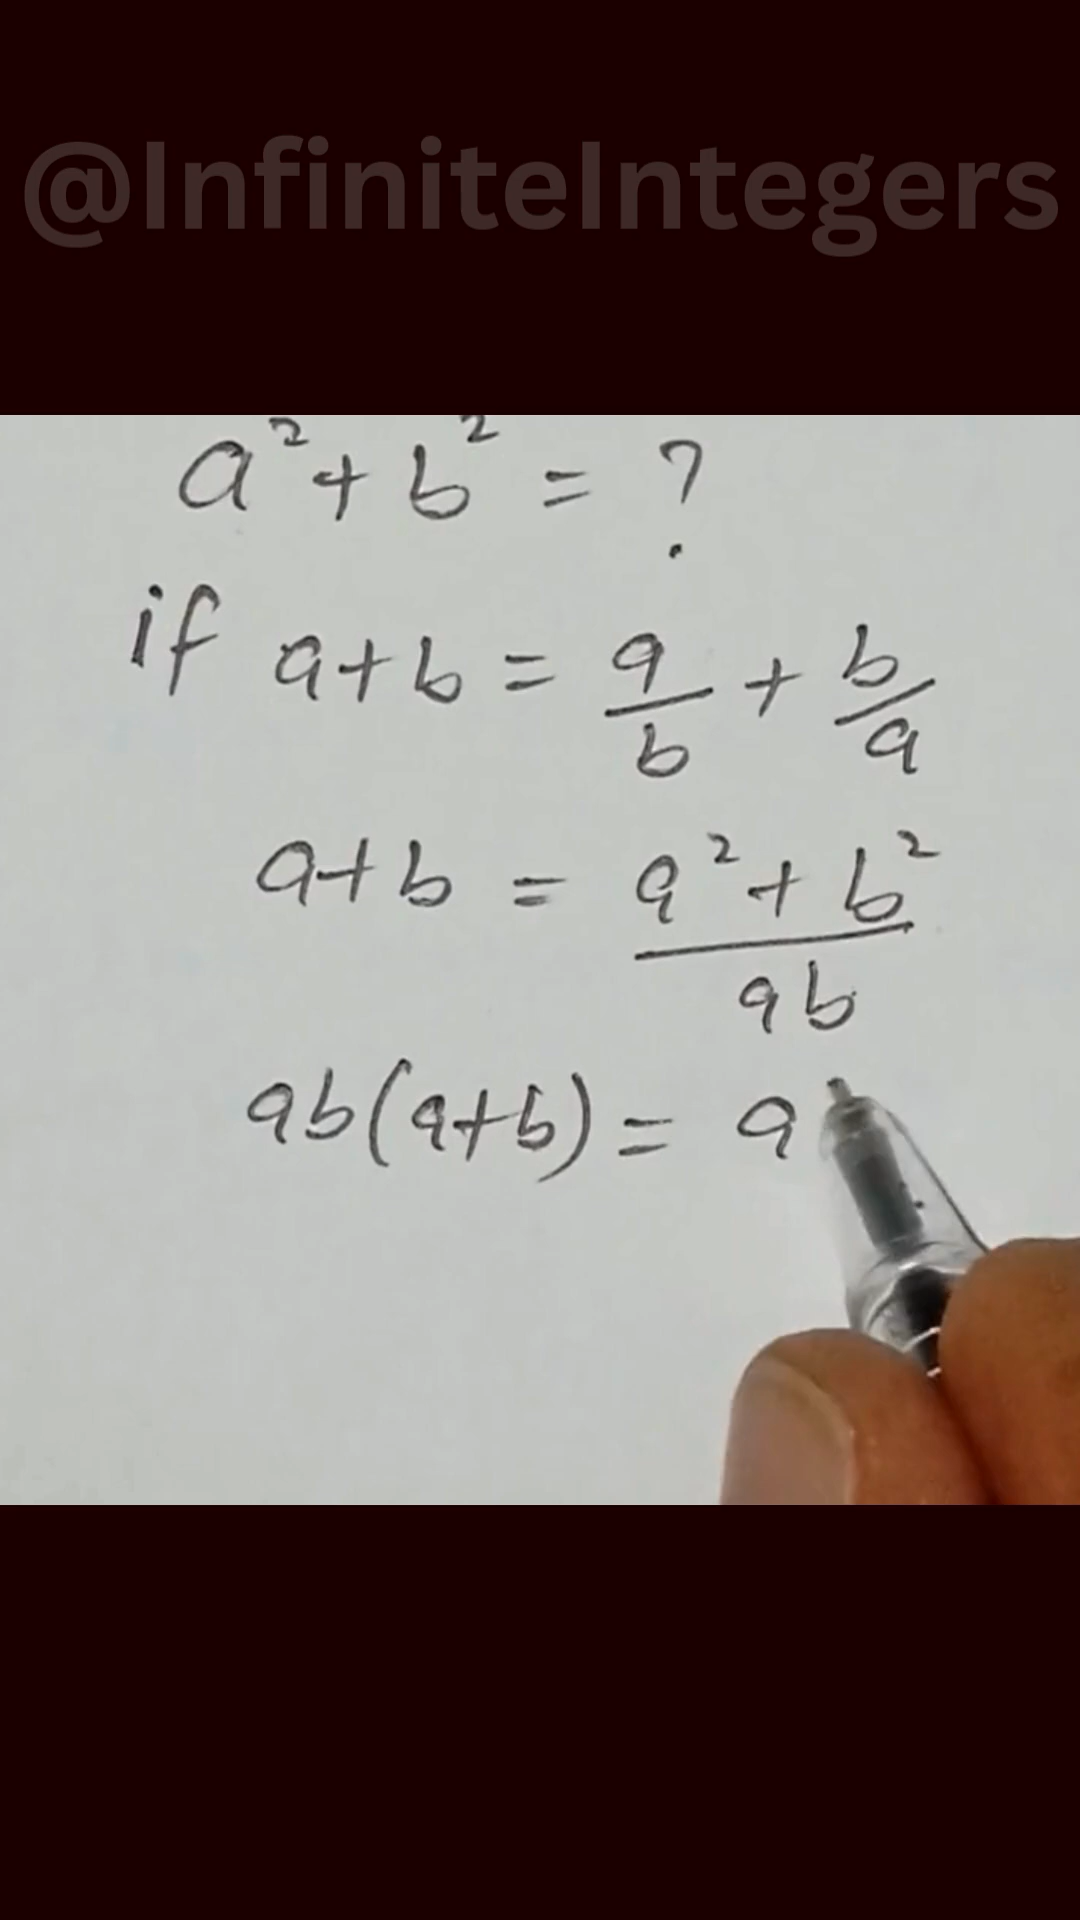 @InfiniteIntegers
a² + b² = ?
if a+b = a/b + b/a
a+b = a² + b² / ab
ab(a+b) = a